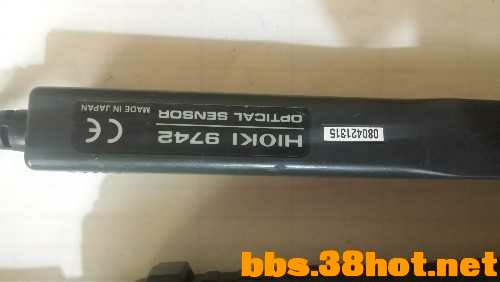 HIOKI 9742
OPTICAL SENSOR
MADE IN JAPAN
CE
080421315
bbs.38hot.net